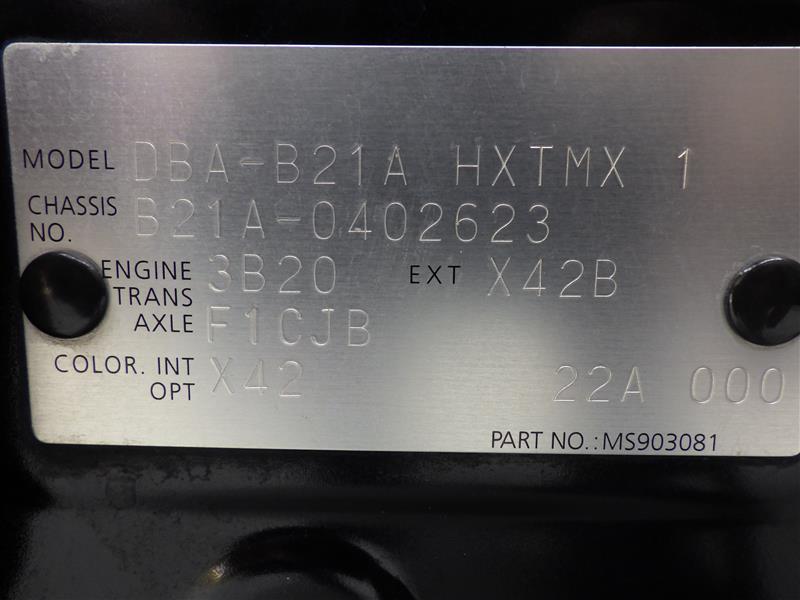 MODEL DBA-B21A HXTMX 1
CHASSIS NO. B21A-0402623
ENGINE 3B20 EXT X42B
TRANS AXLE F1CJB
COLOR. INT X42 22A 000
OPT
PART NO.:MS903081